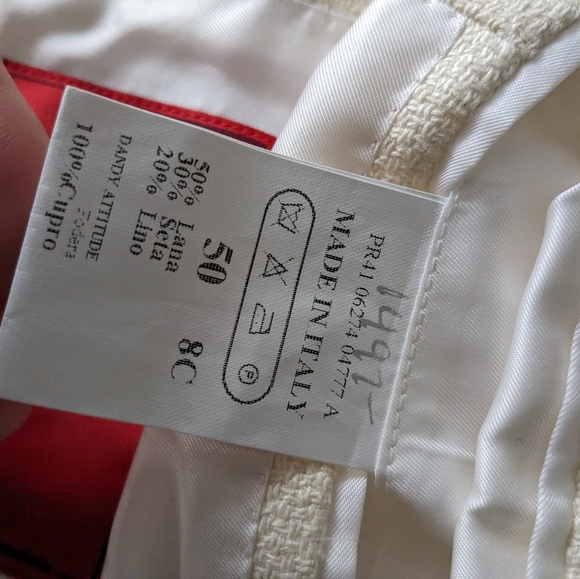 PR41 06274 04777 A
1497-
MADE IN ITALY
P
50 8C
50% Lana
30% Seta
20% Lino
DANDY ATTITUDE
Fodera
100% Cupro